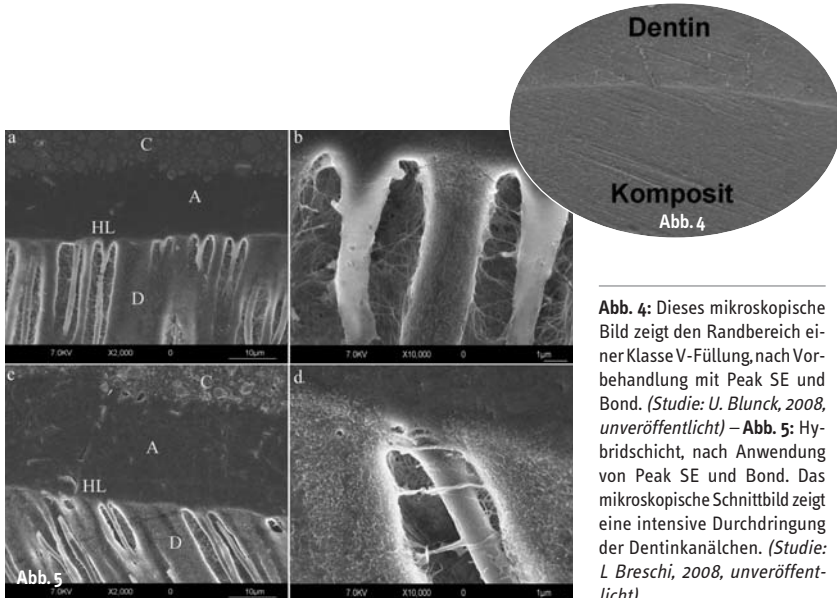 Dentin
Komposit
Abb. 4
a
C
A
HL
D
7.0KV X2,000 0 10µm
b
7.0KV X10,000 0 1µm
c
C
A
HL
D
Abb. 5
7.0KV X2,000 0 10µm
d
7.0KV X10,000 0 1µm
Abb. 4: Dieses mikroskopische
Bild zeigt den Randbereich ei-
ner Klasse V-Füllung, nach Vor-
behandlung mit Peak SE und
Bond. (Studie: U. Blunck, 2008,
unveröffentlicht) – Abb. 5: Hy-
bridschicht, nach Anwendung
von Peak SE und Bond. Das
mikroskopische Schnittbild zeigt
eine intensive Durchdringung
der Dentinkanälchen. (Studie:
L Breschi, 2008, unveröffent-
licht)